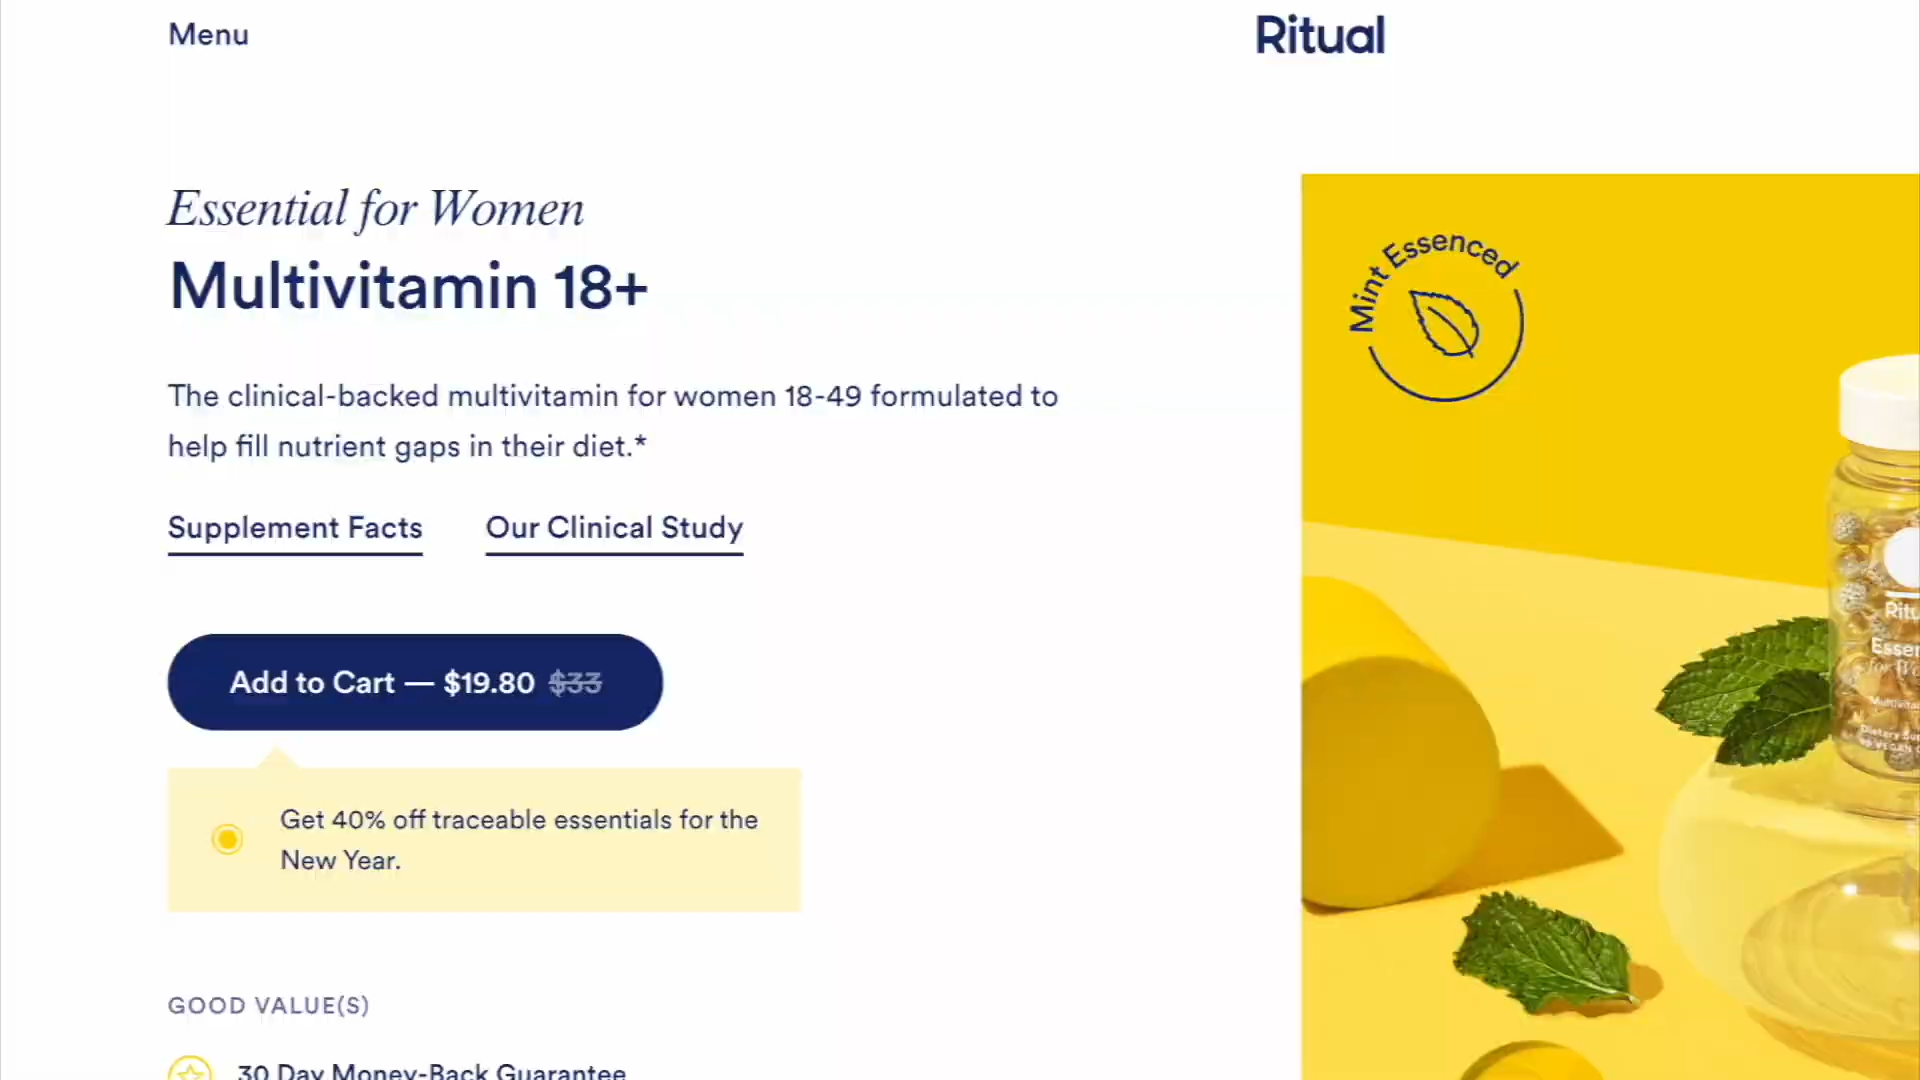 Menu
Ritual
Essential for Women
Multivitamin 18+
The clinical-backed multivitamin for women 18-49 formulated to
help fill nutrient gaps in their diet.*
Supplement Facts
Our Clinical Study
Add to Cart — $19.80 $33
Get 40% off traceable essentials for the
New Year.
GOOD VALUE(S)
30 Day Money-Back Guarantee
Mint Essenced